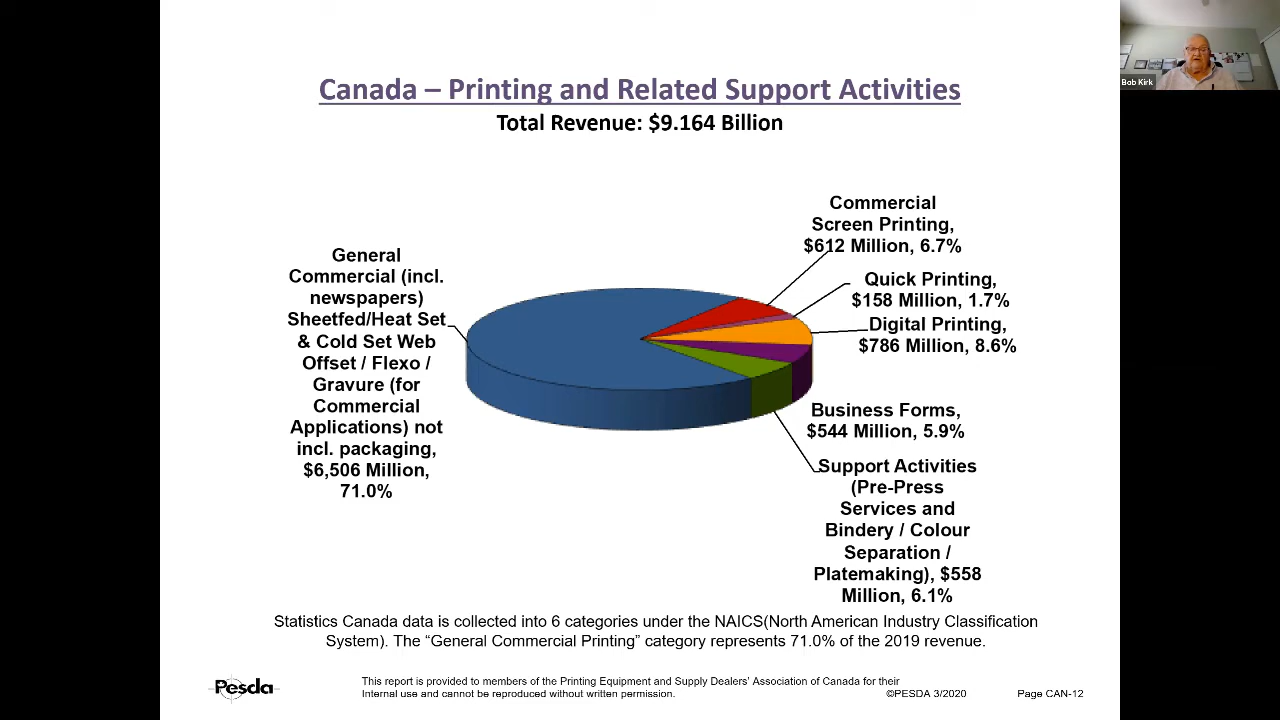 Bob Kirk
Canada – Printing and Related Support Activities
Total Revenue: $9.164 Billion
Commercial
Screen Printing,
$612 Million, 6.7%
General
Commercial (incl.
newspapers)
Sheetfed/Heat Set
& Cold Set Web
Offset / Flexo /
Gravure (for
Commercial
Applications) not
incl. packaging,
$6,506 Million,
71.0%
Quick Printing,
$158 Million, 1.7%
Digital Printing,
$786 Million, 8.6%
Business Forms,
$544 Million, 5.9%
Support Activities
(Pre-Press
Services and
Bindery / Colour
Separation /
Platemaking), $558
Million, 6.1%
Statistics Canada data is collected into 6 categories under the NAICS(North American Industry Classification
System). The “General Commercial Printing” category represents 71.0% of the 2019 revenue.
Pesda
This report is provided to members of the Printing Equipment and Supply Dealers’ Association of Canada for their
Internal use and cannot be reproduced without written permission.
©PESDA 3/2020
Page CAN-12